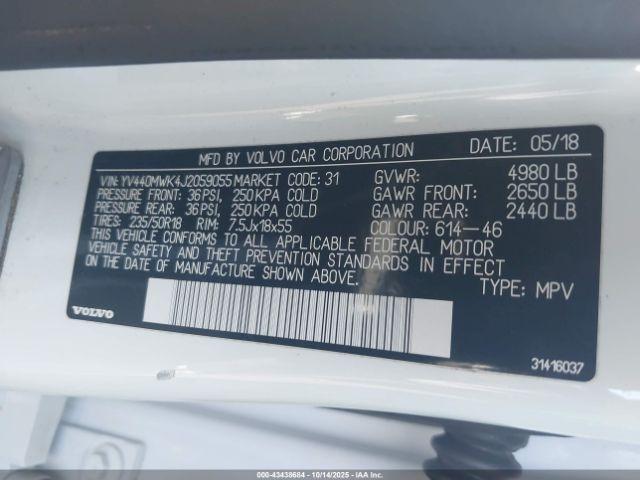 MFD BY VOLVO CAR CORPORATION DATE: 05/18
VIN: YV440MWK4J2059055 MARKET CODE: 31 GVWR: 4980 LB
PRESSURE FRONT: 36PSI, 250KPA COLD GAWR FRONT: 2650 LB
PRESSURE REAR: 36PSI, 250KPA COLD GAWR REAR: 2440 LB
TIRES: 235/50R18 RIM: 7.5Jx18x55 COLOUR: 614-46
THIS VEHICLE CONFORMS TO ALL APPLICABLE FEDERAL MOTOR
VEHICLE SAFETY AND THEFT PREVENTION STANDARDS IN EFFECT
ON THE DATE OF MANUFACTURE SHOWN ABOVE. TYPE: MPV
VOLVO
31416037
000-43438684 | 10/14/2025 | IAAI.COM